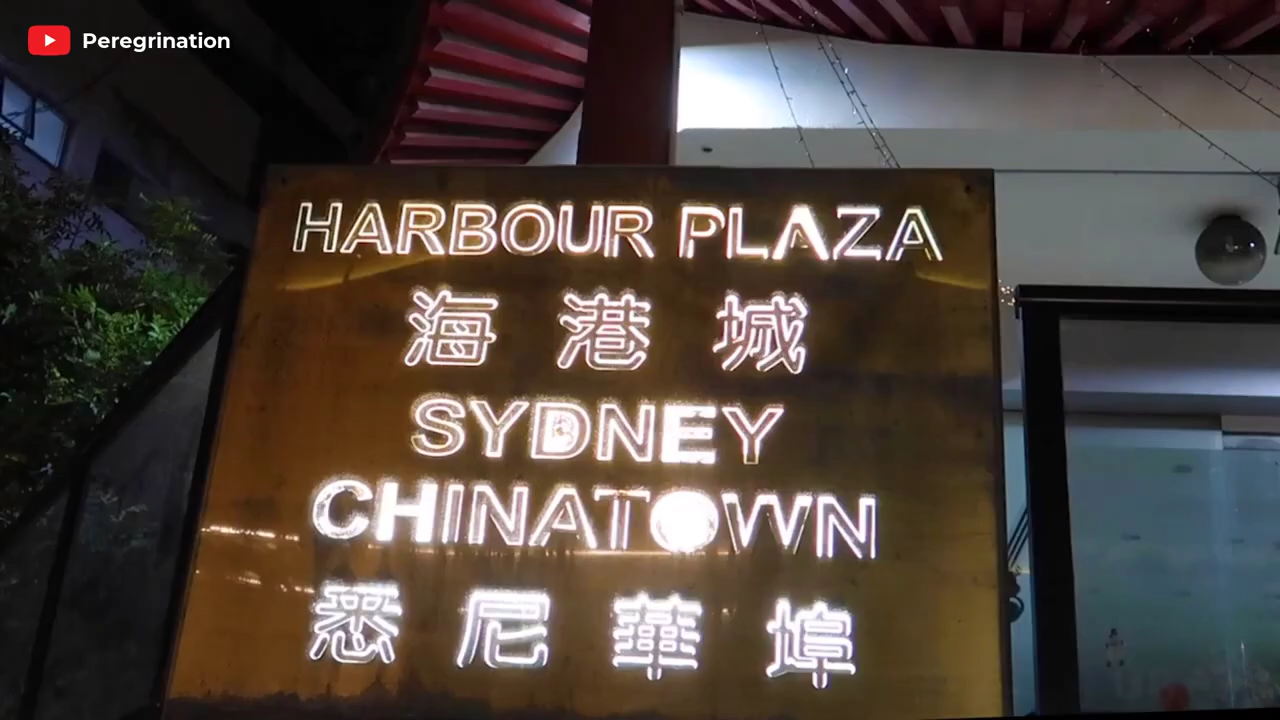 Peregrination
HARBOUR PLAZA
海港城
SYDNEY
CHINATOWN
悉尼華埠